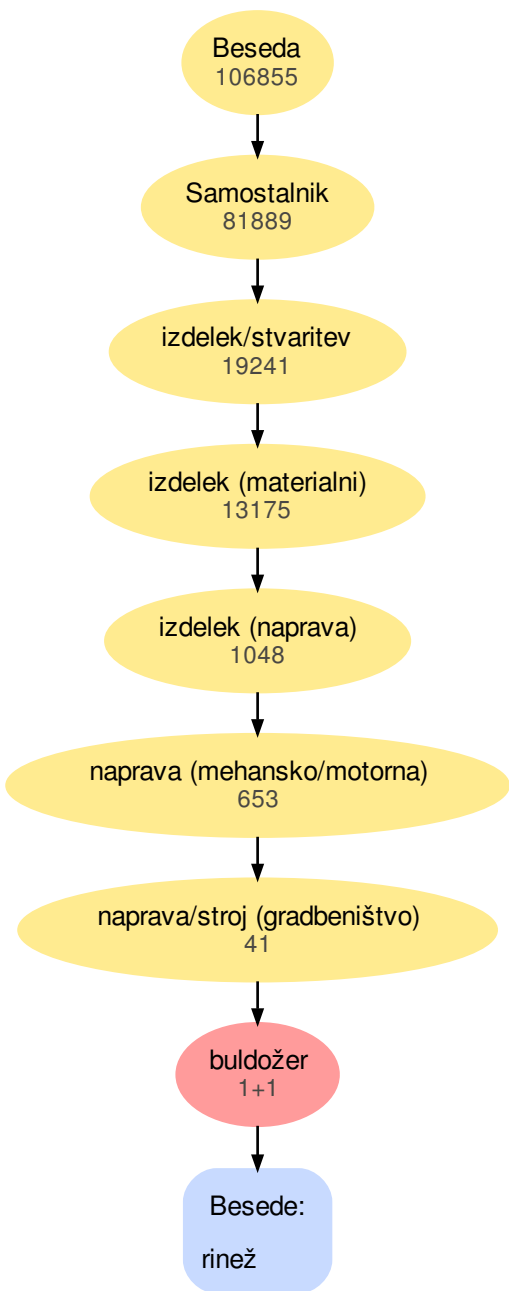 Beseda
106855
Samostalnik
81889
izdelek/stvaritev
19241
izdelek (materialni)
13175
izdelek (naprava)
1048
naprava (mehansko/motorna)
653
naprava/stroj (gradbeništvo)
41
buldožer
1+1
Besede:
rinež